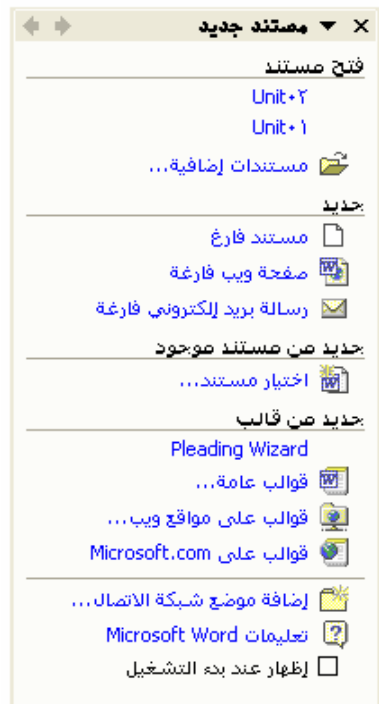 مستند جديد
فتح مستند
Unit٠٢
Unit٠١
مستندات إضافية...
جديد
مستند فارغ
صفحة ويب فارغة
رسالة بريد إلكتروني فارغة
جديد من مستند موجود
اختيار مستند...
جديد من قالب
Pleading Wizard
قوالب عامة...
قوالب على مواقع ويب...
قوالب على Microsoft.com
إضافة موضع شبكة الاتصال...
تعليمات Microsoft Word
إظهار عند بدء التشغيل